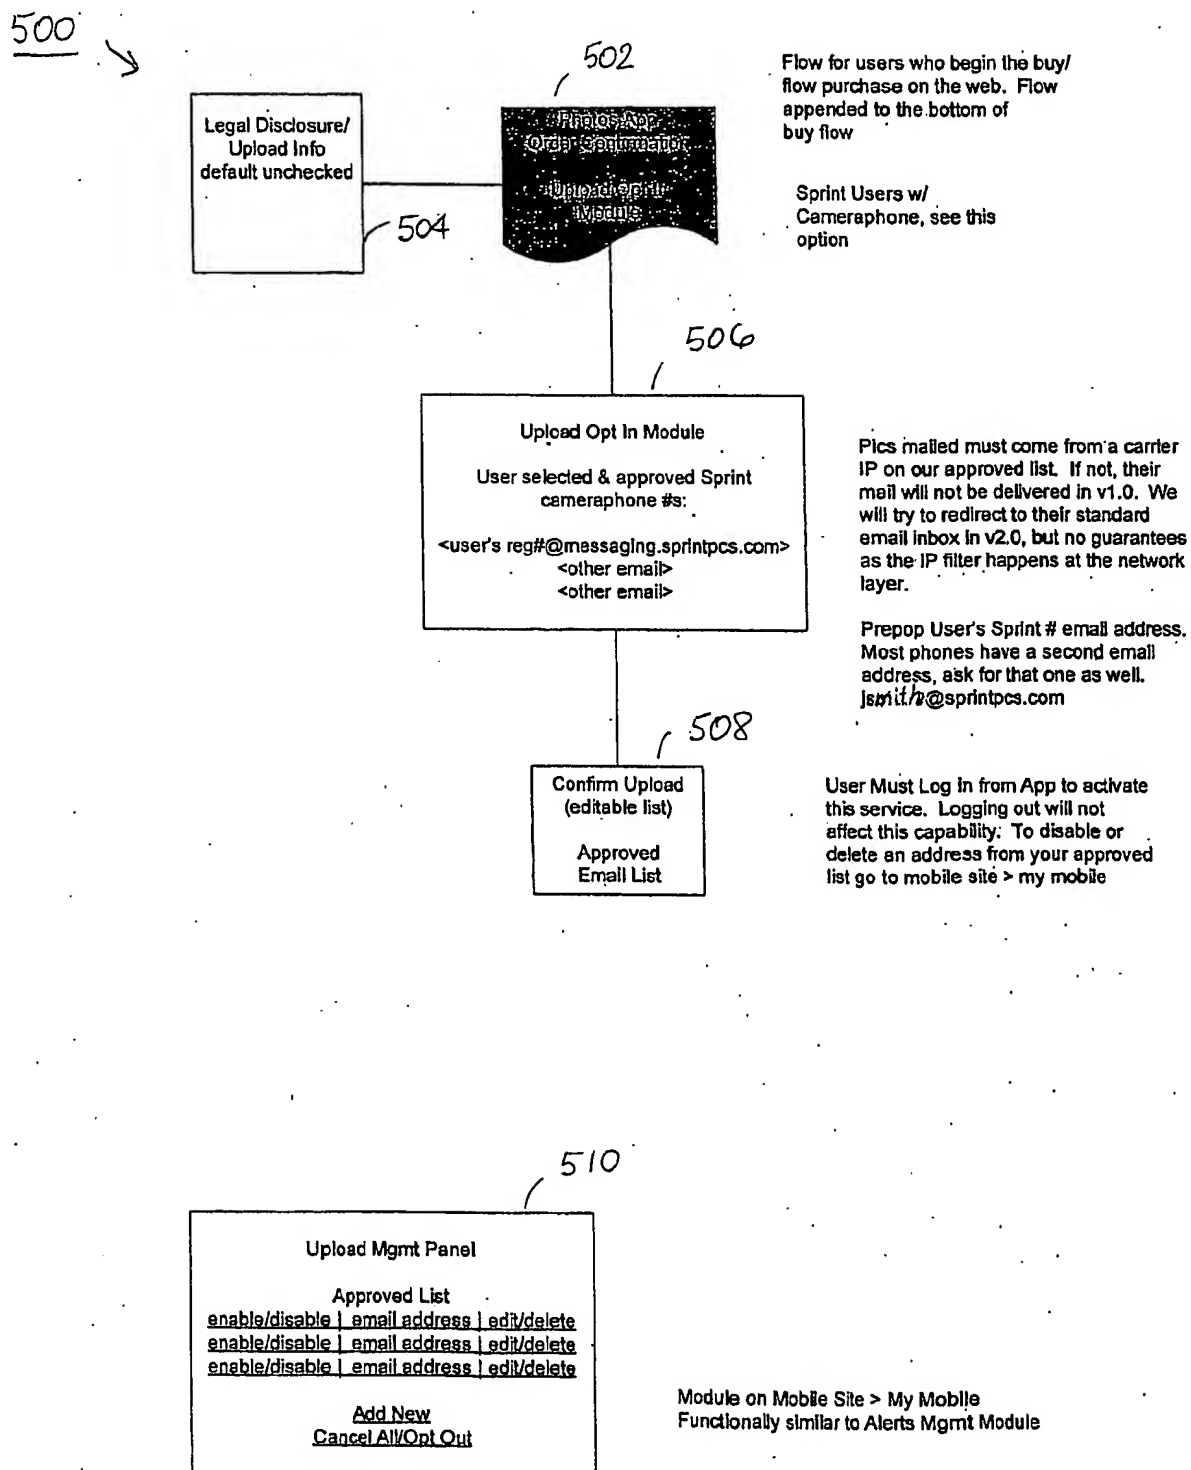 500
502
Flow for users who begin the buy/
flow purchase on the web. Flow
appended to the bottom of
buy flow
Legal Disclosure/
Upload Info
default unchecked
Photos App
Order Confirmation
Upload Opt In
Module
Sprint Users w/
Cameraphone, see this
option
504
506
Upload Opt In Module
User selected & approved Sprint
cameraphone #s:
<user's reg#@messaging.sprintpcs.com>
<other email>
<other email>
Pics mailed must come from a carrier
IP on our approved list. If not, their
mail will not be delivered in v1.0. We
will try to redirect to their standard
email inbox in v2.0, but no guarantees
as the IP filter happens at the network
layer.
Prepop User's Sprint # email address.
Most phones have a second email
address, ask for that one as well.
jsmith@sprintpcs.com
508
Confirm Upload
(editable list)
Approved
Email List
User Must Log In from App to activate
this service. Logging out will not
affect this capability. To disable or
delete an address from your approved
list go to mobile site > my mobile
510
Upload Mgmt Panel
Approved List
enable/disable | email address | edit/delete
enable/disable | email address | edit/delete
enable/disable | email address | edit/delete
Add New
Cancel All/Opt Out
Module on Mobile Site > My Mobile
Functionally similar to Alerts Mgmt Module